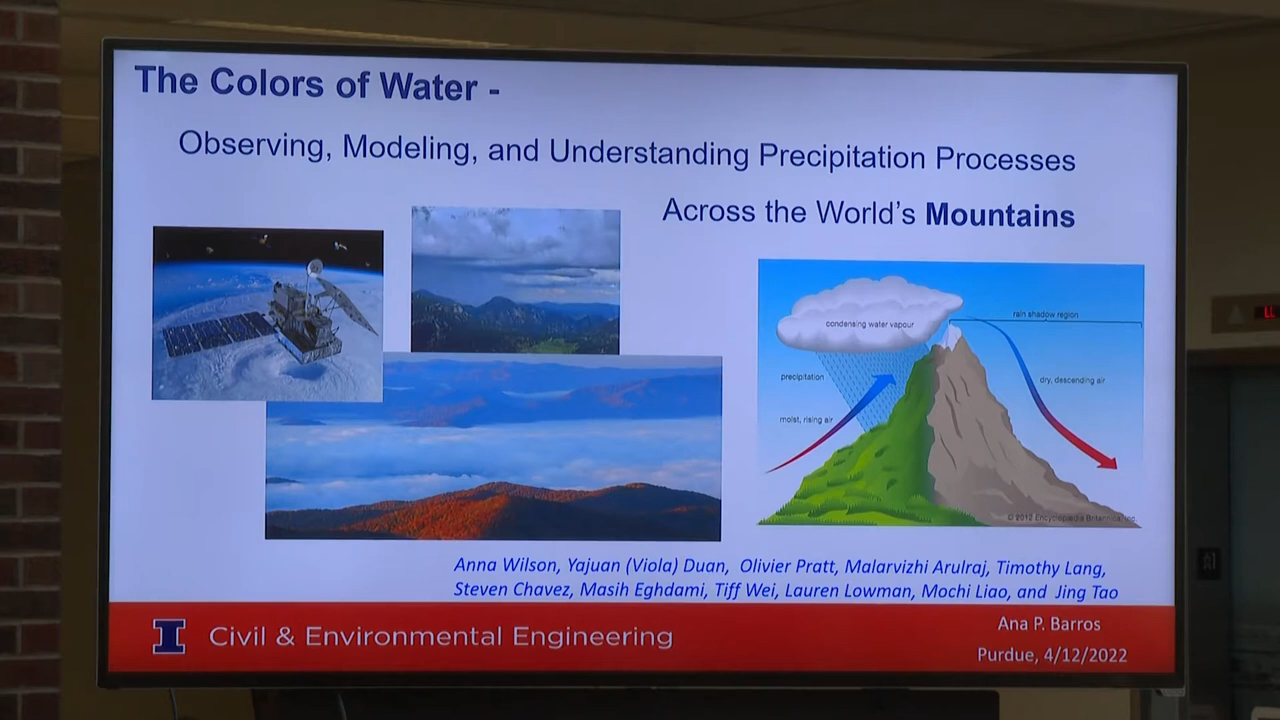 The Colors of Water -
Observing, Modeling, and Understanding Precipitation Processes
Across the World's Mountains
condensing water vapour
rain shadow region
precipitation
dry, descending air
moist, rising air
© 2012 Encyclopædia Britannica, Inc.
Anna Wilson, Yajuan (Viola) Duan, Olivier Pratt, Malarvizhi Arulraj, Timothy Lang,
Steven Chavez, Masih Eghdami, Tiff Wei, Lauren Lowman, Mochi Liao, and Jing Tao
I Civil & Environmental Engineering
Ana P. Barros
Purdue, 4/12/2022